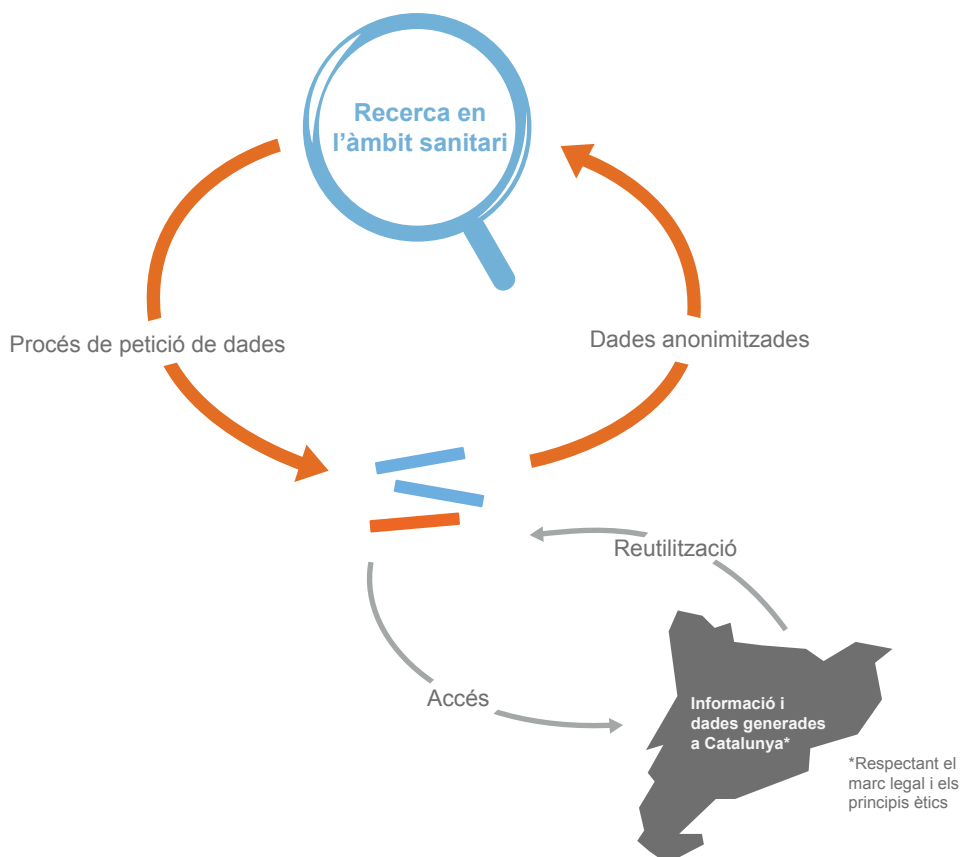 Recerca en
l'àmbit sanitari
Procés de petició de dades
Dades anonimitzades
Reutilització
Accés
Informació i
dades generades
a Catalunya*
*Respectant el
marc legal i els
principis ètics